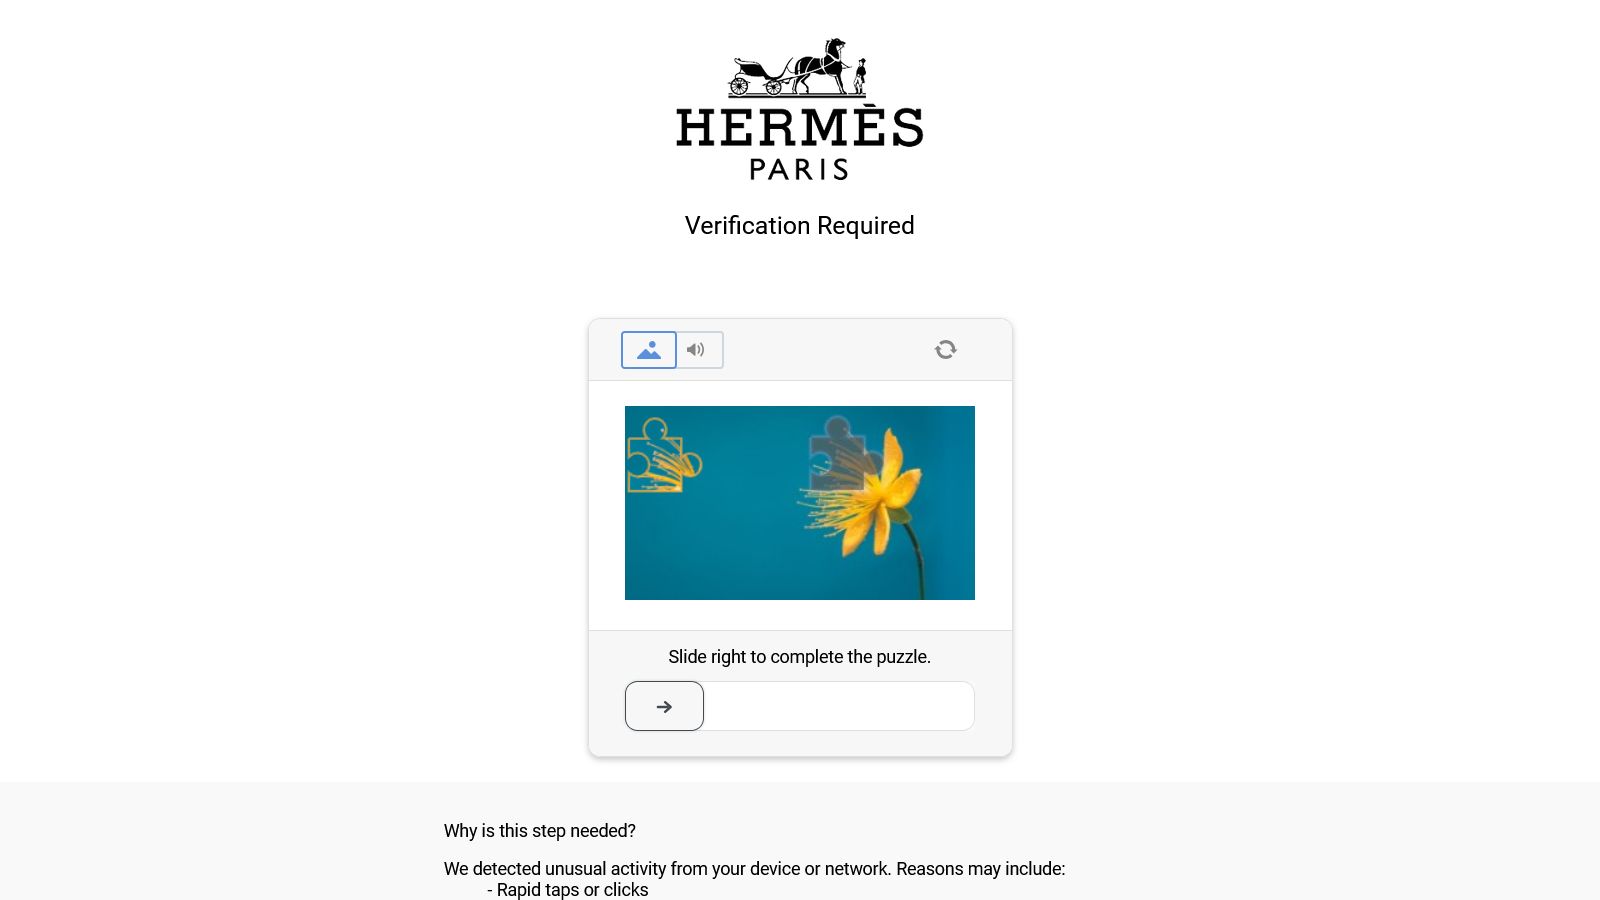 HERMÈS
PARIS
Verification Required
Slide right to complete the puzzle.
Why is this step needed?
We detected unusual activity from your device or network. Reasons may include:
- Rapid taps or clicks